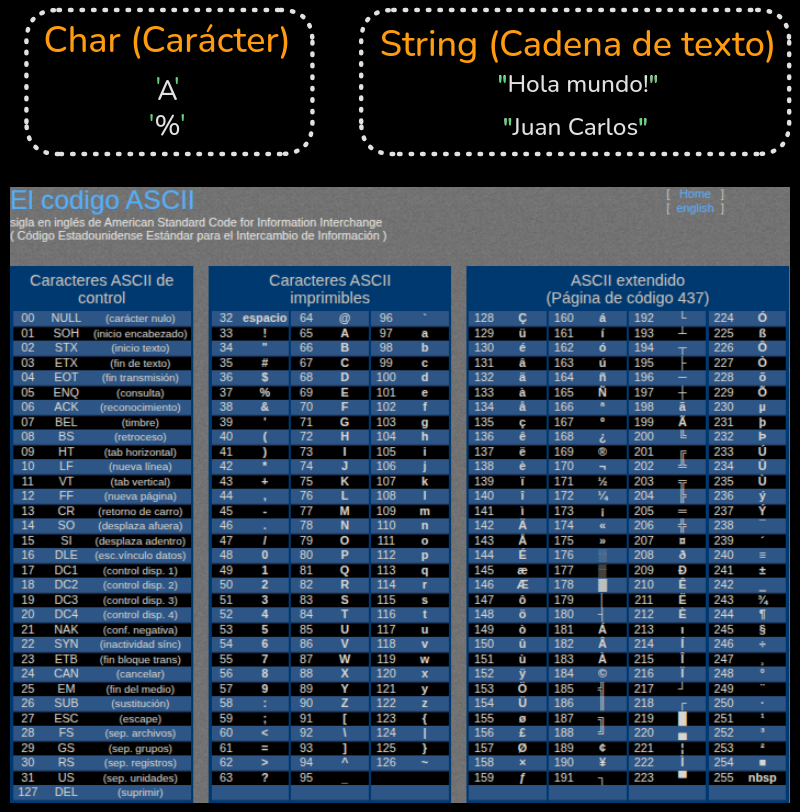 Char (Carácter)
'A'
'%'
String (Cadena de texto)
"Hola mundo!"
"Juan Carlos"
El codigo ASCII
[ Home ]
[ english ]
sigla en inglés de American Standard Code for Information Interchange
( Código Estadounidense Estándar para el Intercambio de Información )
Caracteres ASCII de
control
00 NULL (carácter nulo)
01 SOH (inicio encabezado)
02 STX (inicio texto)
03 ETX (fin de texto)
04 EOT (fin transmisión)
05 ENQ (consulta)
06 ACK (reconocimiento)
07 BEL (timbre)
08 BS (retroceso)
09 HT (tab horizontal)
10 LF (nueva línea)
11 VT (tab vertical)
12 FF (nueva página)
13 CR (retorno de carro)
14 SO (desplaza afuera)
15 SI (desplaza adentro)
16 DLE (esc.vínculo datos)
17 DC1 (control disp. 1)
18 DC2 (control disp. 2)
19 DC3 (control disp. 3)
20 DC4 (control disp. 4)
21 NAK (conf. negativa)
22 SYN (inactividad sínc)
23 ETB (fin bloque trans)
24 CAN (cancelar)
25 EM (fin del medio)
26 SUB (sustitución)
27 ESC (escape)
28 FS (sep. archivos)
29 GS (sep. grupos)
30 RS (sep. registros)
31 US (sep. unidades)
127 DEL (suprimir)
Caracteres ASCII
imprimibles
32 espacio 64 @ 96 `
33 ! 65 A 97 a
34 " 66 B 98 b
35 # 67 C 99 c
36 $ 68 D 100 d
37 % 69 E 101 e
38 & 70 F 102 f
39 ' 71 G 103 g
40 ( 72 H 104 h
41 ) 73 I 105 i
42 * 74 J 106 j
43 + 75 K 107 k
44 , 76 L 108 l
45 - 77 M 109 m
46 . 78 N 110 n
47 / 79 O 111 o
48 0 80 P 112 p
49 1 81 Q 113 q
50 2 82 R 114 r
51 3 83 S 115 s
52 4 84 T 116 t
53 5 85 U 117 u
54 6 86 V 118 v
55 7 87 W 119 w
56 8 88 X 120 x
57 9 89 Y 121 y
58 : 90 Z 122 z
59 ; 91 [ 123 {
60 < 92 \ 124 |
61 = 93 ] 125 }
62 > 94 ^ 126 ~
63 ? 95 _
ASCII extendido
(Página de código 437)
128 Ç 160 á 192 └ 224 Ó
129 ü 161 í 193 ┴ 225 ß
130 é 162 ó 194 ┬ 226 Ô
131 â 163 ú 195 ├ 227 Ò
132 ä 164 ñ 196 ─ 228 õ
133 à 165 Ñ 197 ┼ 229 Õ
134 å 166 ª 198 ã 230 µ
135 ç 167 º 199 Ã 231 þ
136 ê 168 ¿ 200 ╚ 232 Þ
137 ë 169 ® 201 ╔ 233 Ú
138 è 170 ¬ 202 ╩ 234 Û
139 ï 171 ½ 203 ╦ 235 Ù
140 î 172 ¼ 204 ╠ 236 ý
141 ì 173 ¡ 205 ═ 237 Ý
142 Ä 174 « 206 ╬ 238 ¯
143 Å 175 » 207 ¤ 239 ´
144 É 176 ░ 208 ð 240 ≡
145 æ 177 ▒ 209 Ð 241 ±
146 Æ 178 ▓ 210 Ê 242 ‗
147 ô 179 │ 211 Ë 243 ¾
148 ö 180 ┤ 212 È 244 ¶
149 ò 181 Á 213 ı 245 §
150 û 182 Â 214 Í 246 ÷
151 ù 183 À 215 Î 247 ¸
152 ÿ 184 © 216 Ï 248 °
153 Ö 185 ╣ 217 ┘ 249 ¨
154 Ü 186 ║ 218 ┌ 250 ·
155 ø 187 ╗ 219 █ 251 ¹
156 £ 188 ╝ 220 ▄ 252 ³
157 Ø 189 ¢ 221 ¦ 253 ²
158 × 190 ¥ 222 Ì 254 ■
159 ƒ 191 ┐ 223 ▀ 255 nbsp